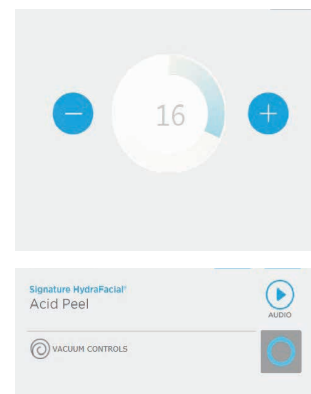 −
16
+
Signature HydraFacial®
Acid Peel
AUDIO
VACUUM CONTROLS